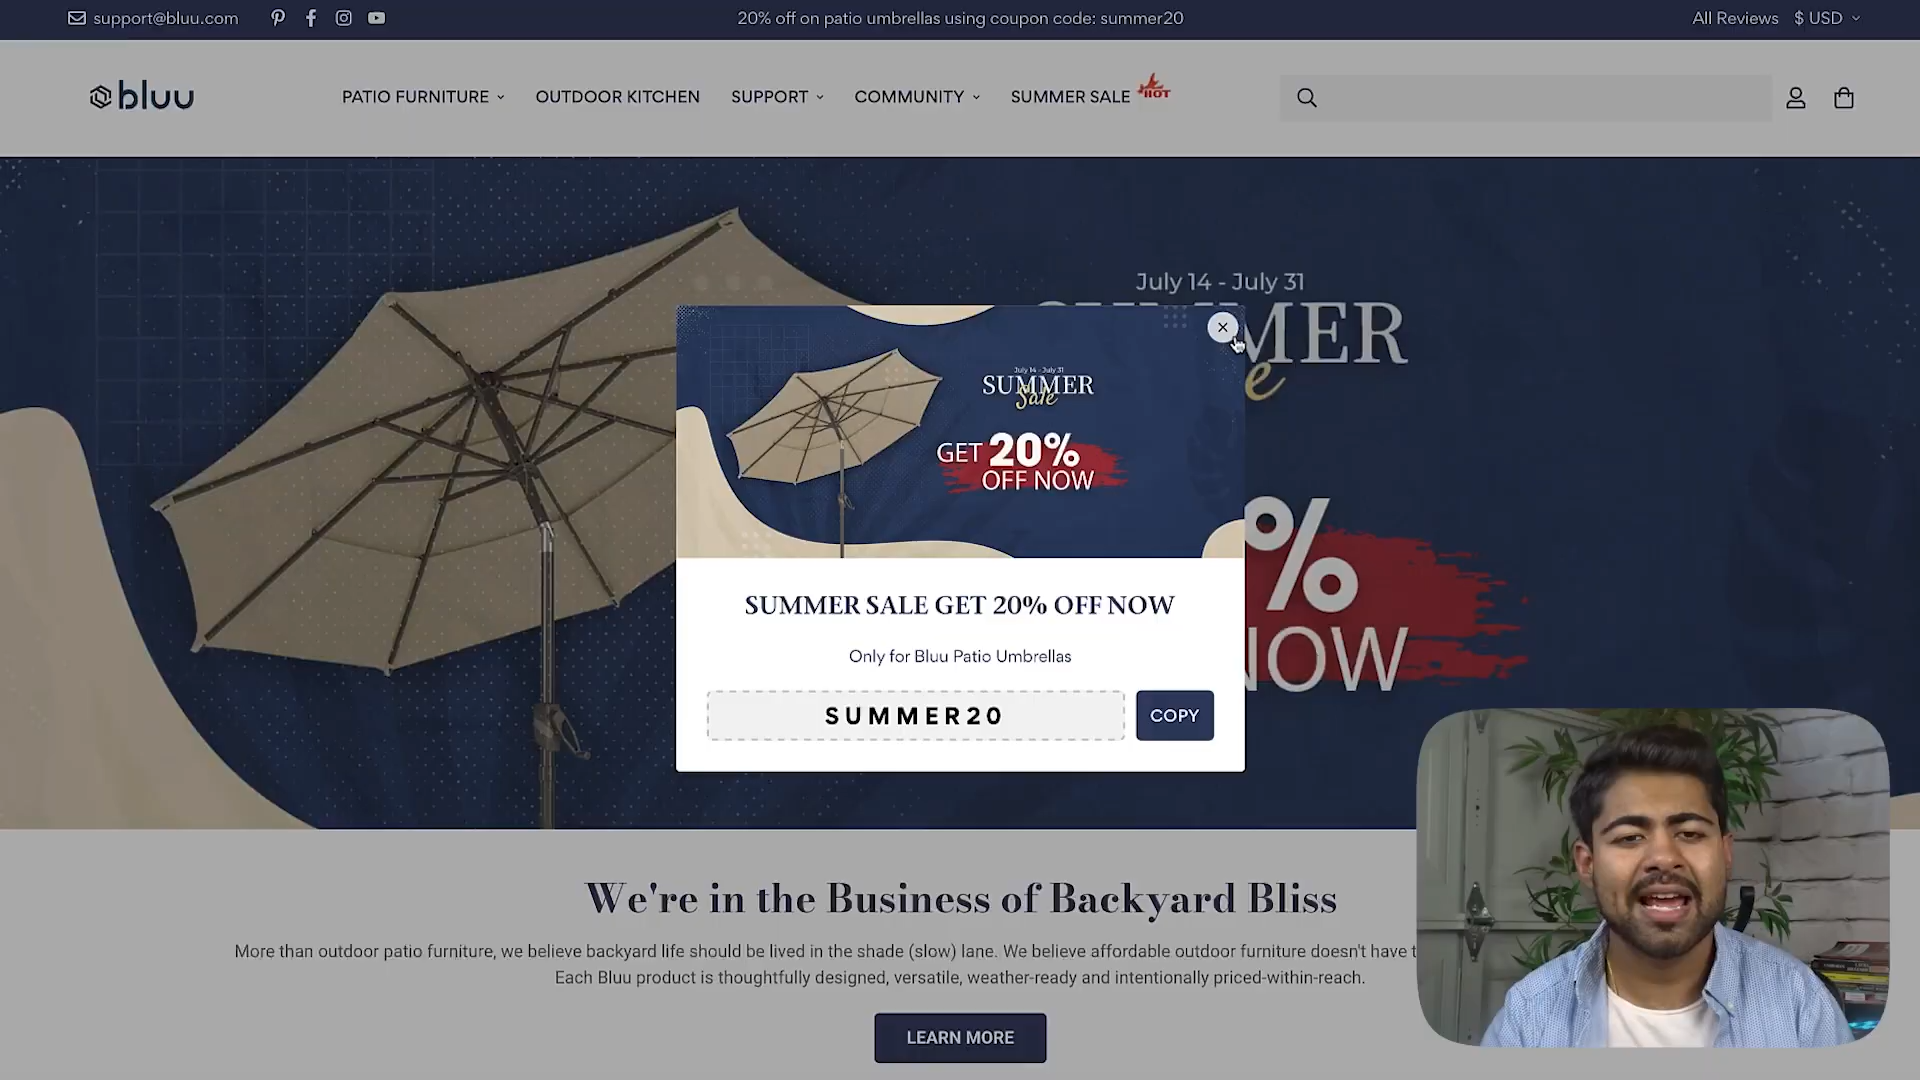 support@bluu.com
20% off on patio umbrellas using coupon code: summer20
All Reviews
$ USD
bluu
PATIO FURNITURE
OUTDOOR KITCHEN
SUPPORT
COMMUNITY
SUMMER SALE
HOT
July 14 - July 31
MER
e
%
NOW
July 14 - July 31
SUMMER
Sale
GET 20%
OFF NOW
SUMMER SALE GET 20% OFF NOW
Only for Bluu Patio Umbrellas
SUMMER20
COPY
We're in the Business of Backyard Bliss
More than outdoor patio furniture, we believe backyard life should be lived in the shade (slow) lane. We believe affordable outdoor furniture doesn't have t
Each Bluu product is thoughtfully designed, versatile, weather-ready and intentionally priced-within-reach.
LEARN MORE